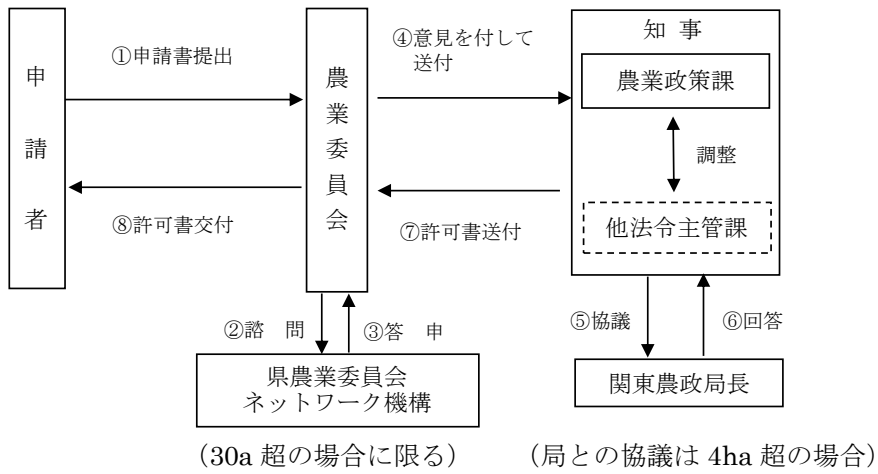 申請者
①申請書提出
⑧許可書交付
農業委員会
②諮　問
③答　申
県農業委員会
ネットワーク機構
（30a 超の場合に限る）
④意見を付して
送付
⑦許可書送付
知 事
農業政策課
調整
他法令主管課
⑤協議
⑥回答
関東農政局長
（局との協議は 4ha 超の場合）